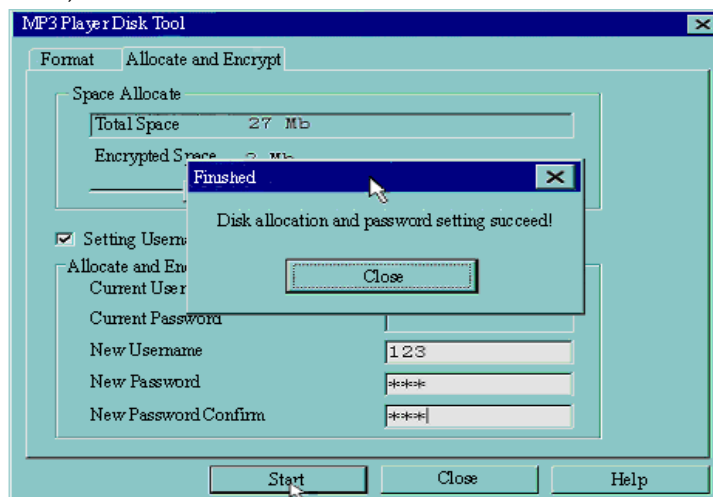 MP3 Player Disk Tool
Format Allocate and Encrypt
Space Allocate
Total Space 27 Mb
Encrypted Space Mb
Finished
Disk allocation and password setting succeed!
Close
Setting
Allocate and
Current
Current Password
New Username 123
New Password ***
New Password Confirm ***
Start Close Help